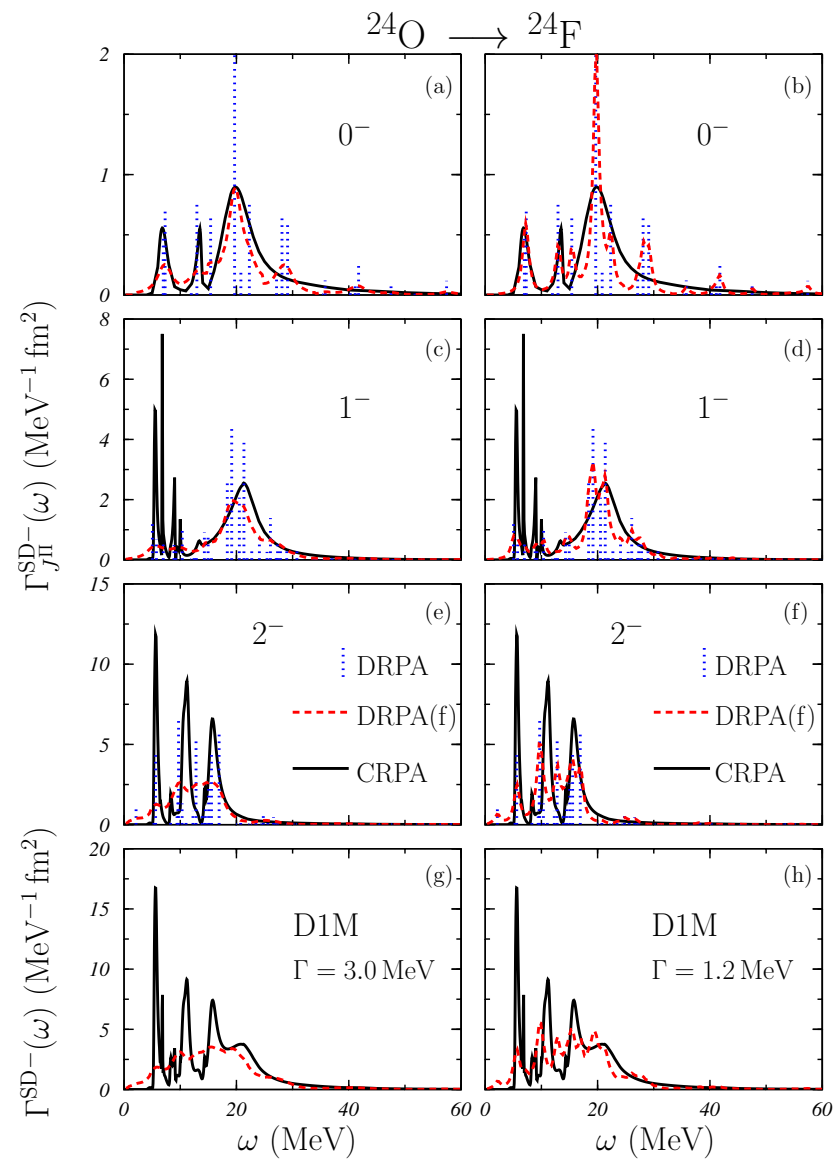 ²⁴O ⟶ ²⁴F
2
(a)
(b)
0⁻
0⁻
1
0
8
(c)
(d)
6
1⁻
1⁻
4
2
0
Γ^{SD−}_{J^Π}(ω) (MeV⁻¹ fm²)
15
(e)
(f)
2⁻
2⁻
10
DRPA
DRPA
DRPA(f)
DRPA(f)
5
CRPA
CRPA
0
20
(g)
(h)
15
D1M
D1M
Γ = 3.0 MeV
Γ = 1.2 MeV
10
5
0
Γ^{SD−}(ω) (MeV⁻¹ fm²)
0 20 40 60
0 20 40 60
ω (MeV)
ω (MeV)